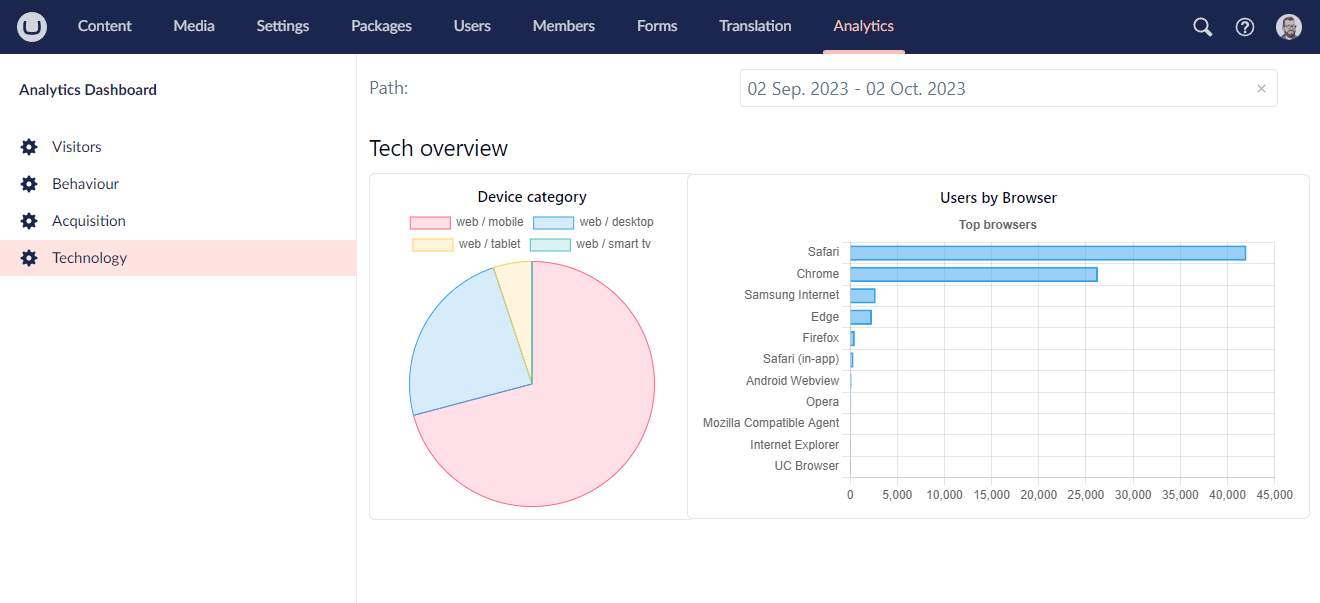 Content Media Settings Packages Users Members Forms Translation Analytics
Analytics Dashboard
Visitors
Behaviour
Acquisition
Technology
Path:
02 Sep. 2023 - 02 Oct. 2023 ×
Tech overview
Device category
web / mobile web / desktop
web / tablet web / smart tv
Users by Browser
Top browsers
Safari
Chrome
Samsung Internet
Edge
Firefox
Safari (in-app)
Android Webview
Opera
Mozilla Compatible Agent
Internet Explorer
UC Browser
0 5,000 10,000 15,000 20,000 25,000 30,000 35,000 40,000 45,000